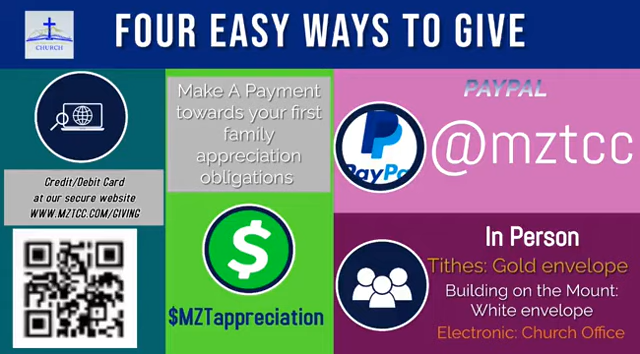 CHURCH
FOUR EASY WAYS TO GIVE
Credit/Debit Card
at our secure website
WWW.MZTCC.COM/GIVING
Make A Payment
towards your first
family
appreciation
obligations
$MZTappreciation
PAYPAL
PayPa
@mztcc
In Person
Tithes: Gold envelope
Building on the Mount:
White envelope
Electronic: Church Office